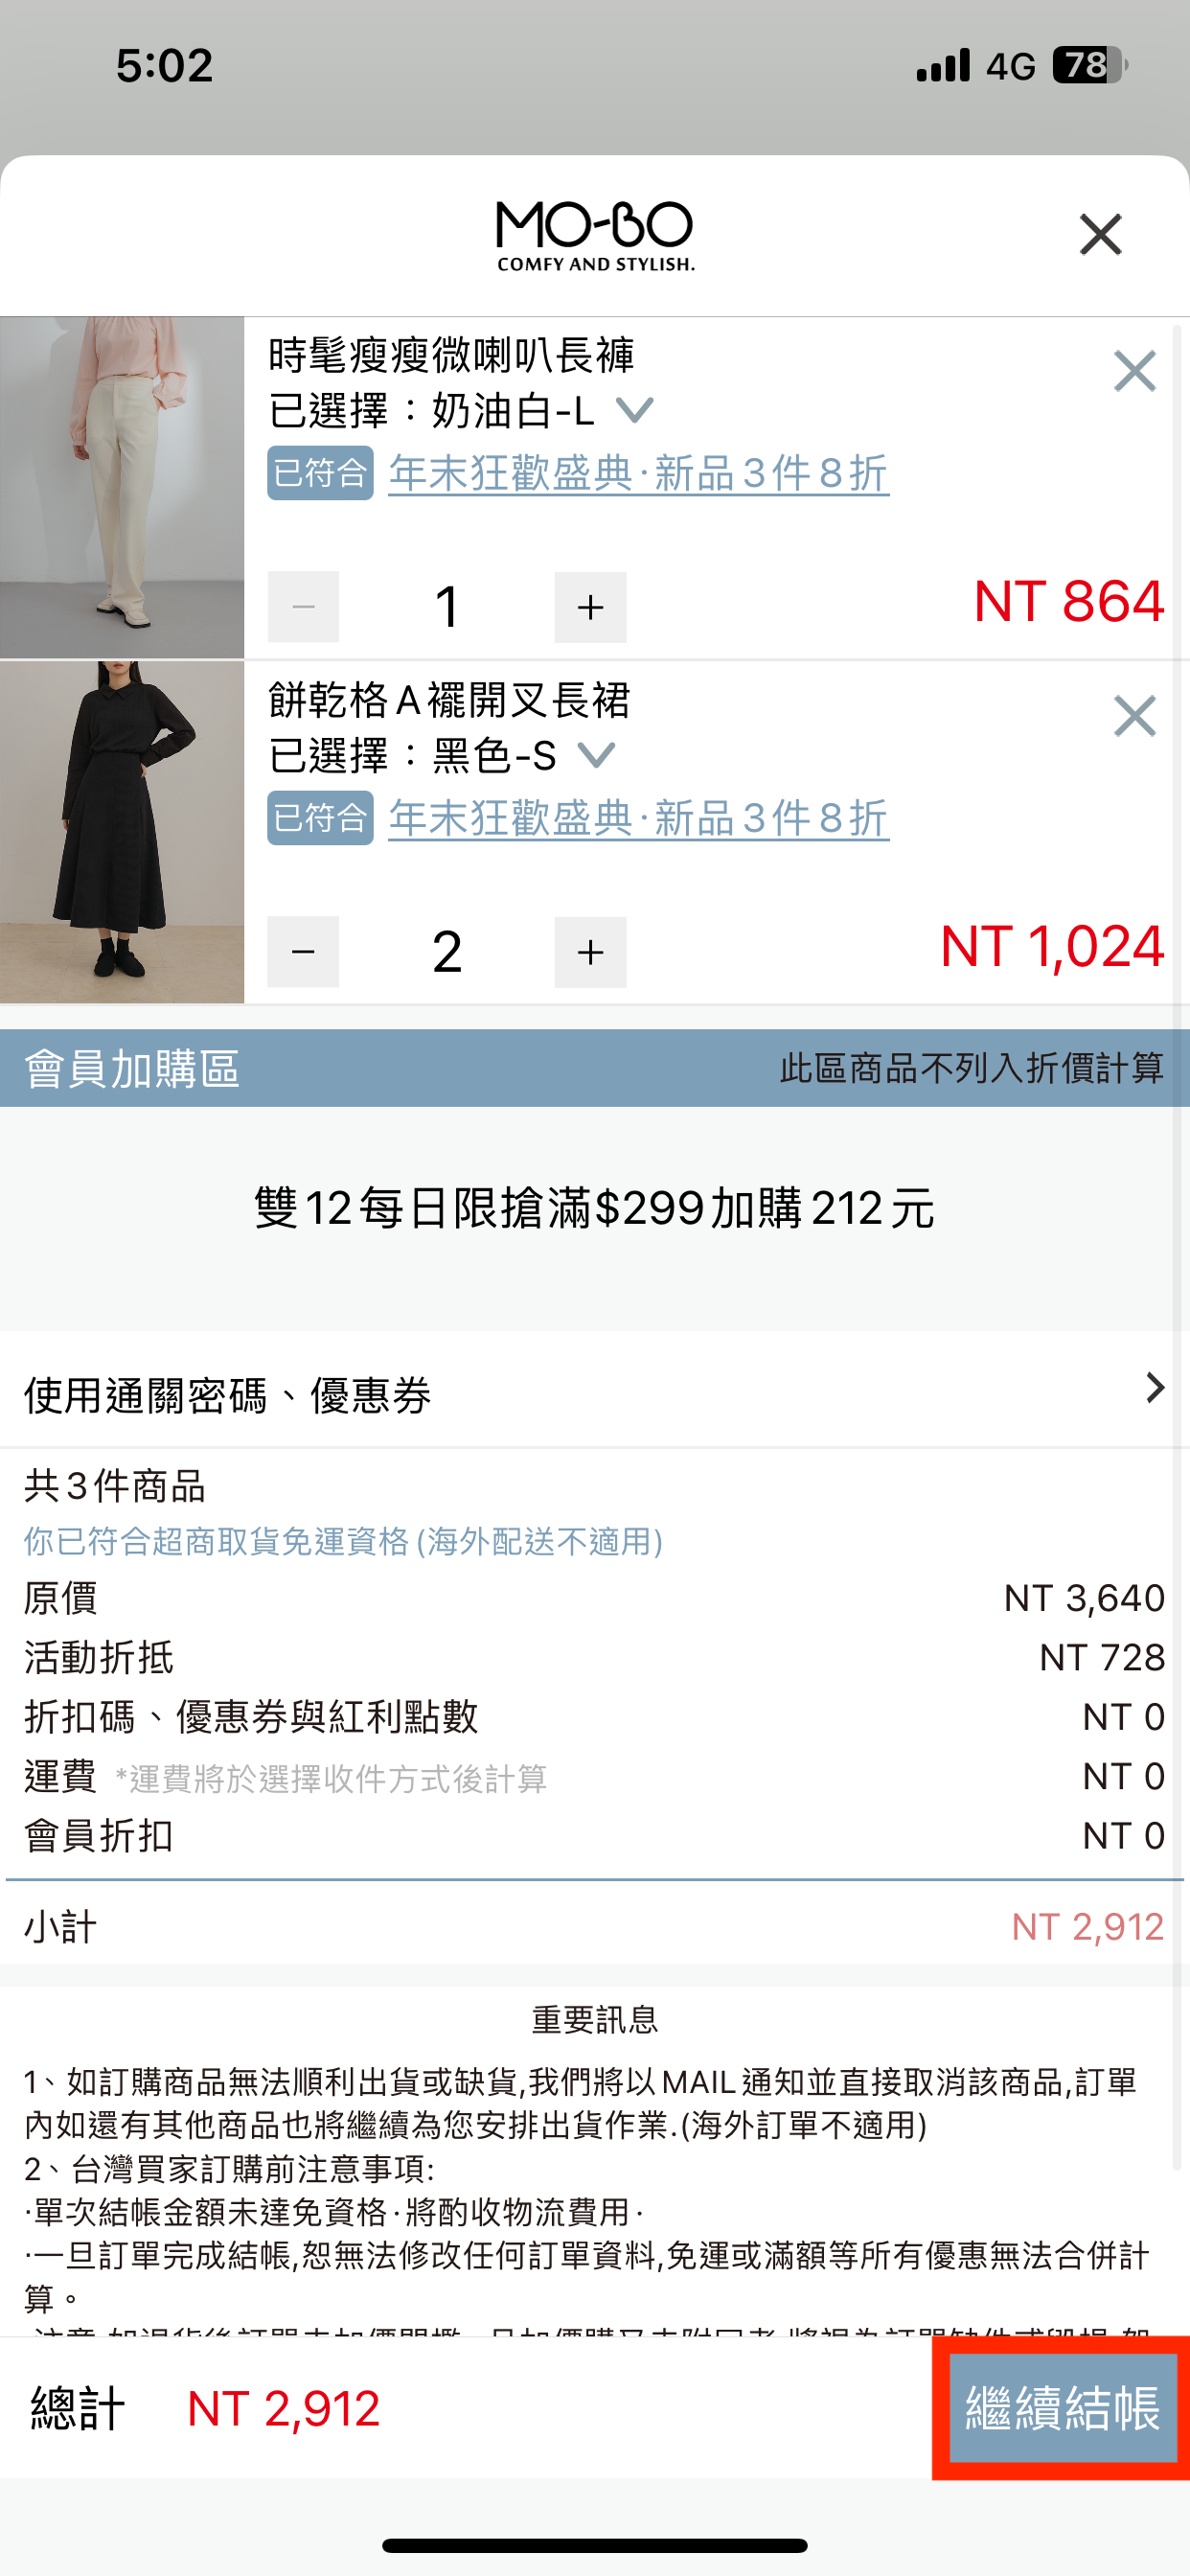 5:02
4G 78
MO-BO
COMFY AND STYLISH.
時髦瘦瘦微喇叭長褲
已選擇：奶油白-L
已符合 年末狂歡盛典·新品3件8折
− 1 +
NT 864
餅乾格A襬開叉長裙
已選擇：黑色-S
已符合 年末狂歡盛典·新品3件8折
− 2 +
NT 1,024
會員加購區 此區商品不列入折價計算
雙12每日限搶滿$299加購212元
使用通關密碼、優惠券
共3件商品
你已符合超商取貨免運資格(海外配送不適用)
原價 NT 3,640
活動折抵 NT 728
折扣碼、優惠券與紅利點數 NT 0
運費 *運費將於選擇收件方式後計算 NT 0
會員折扣 NT 0
小計 NT 2,912
重要訊息
1、如訂購商品無法順利出貨或缺貨,我們將以MAIL通知並直接取消該商品,訂單
內如還有其他商品也將繼續為您安排出貨作業.(海外訂單不適用)
2、台灣買家訂購前注意事項:
·單次結帳金額未達免資格·將酌收物流費用·
·一旦訂單完成結帳,恕無法修改任何訂單資料,免運或滿額等所有優惠無法合併計
算。
總計 NT 2,912
繼續結帳